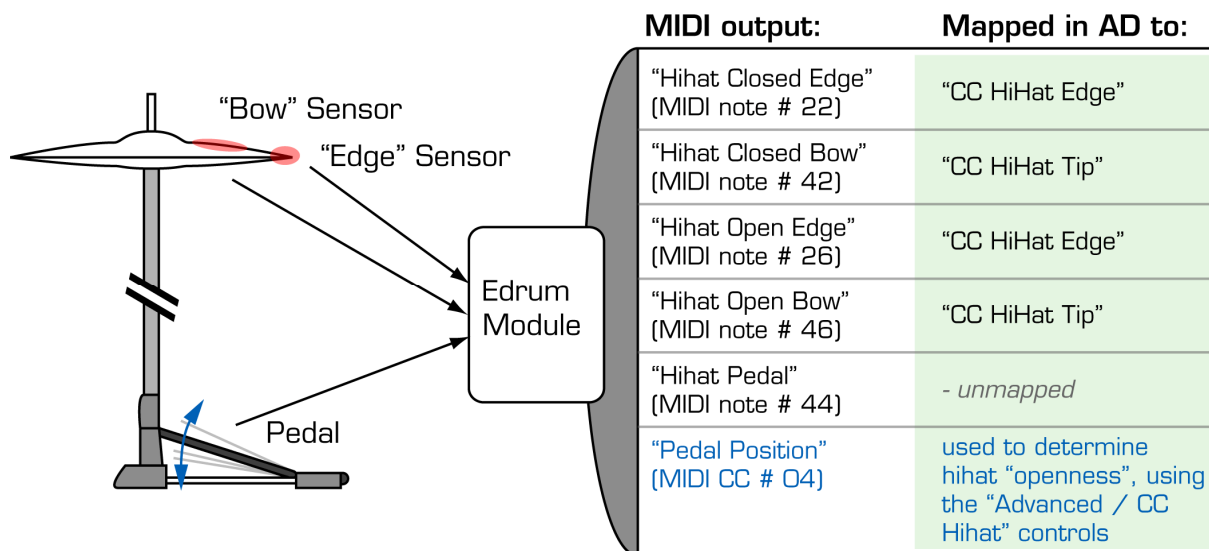 MIDI output:
Mapped in AD to:
“Bow” Sensor
“Edge” Sensor
Edrum
Module
Pedal
“Hihat Closed Edge”
(MIDI note # 22)
“CC HiHat Edge”
“Hihat Closed Bow”
(MIDI note # 42)
“CC HiHat Tip”
“Hihat Open Edge”
(MIDI note # 26)
“CC HiHat Edge”
“Hihat Open Bow”
(MIDI note # 46)
“CC HiHat Tip”
“Hihat Pedal”
(MIDI note # 44)
- unmapped
“Pedal Position”
(MIDI CC # 04)
used to determine
hihat “openness”, using
the “Advanced / CC
Hihat” controls